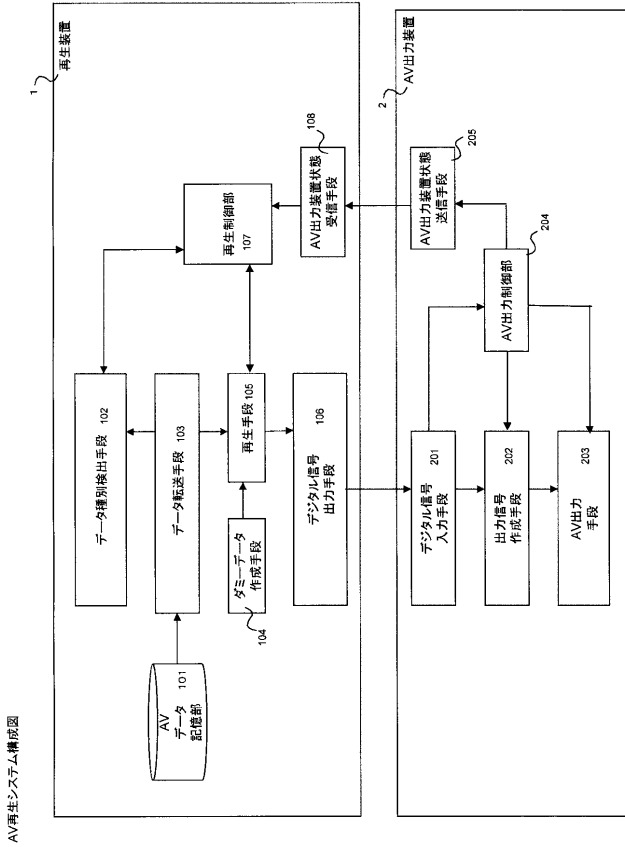 AV再生システム構成図
1
再生装置
AV
データ
記憶部
101
データ種別検出手段
102
データ転送手段
103
ダミーデータ
作成手段
104
再生手段
105
デジタル信号
出力手段
106
再生制御部
107
AV出力装置状態
受信手段
108
2
AV出力装置
デジタル信号
入力手段
201
出力信号
作成手段
202
AV出力
手段
203
AV出力制御部
204
AV出力装置状態
送信手段
205